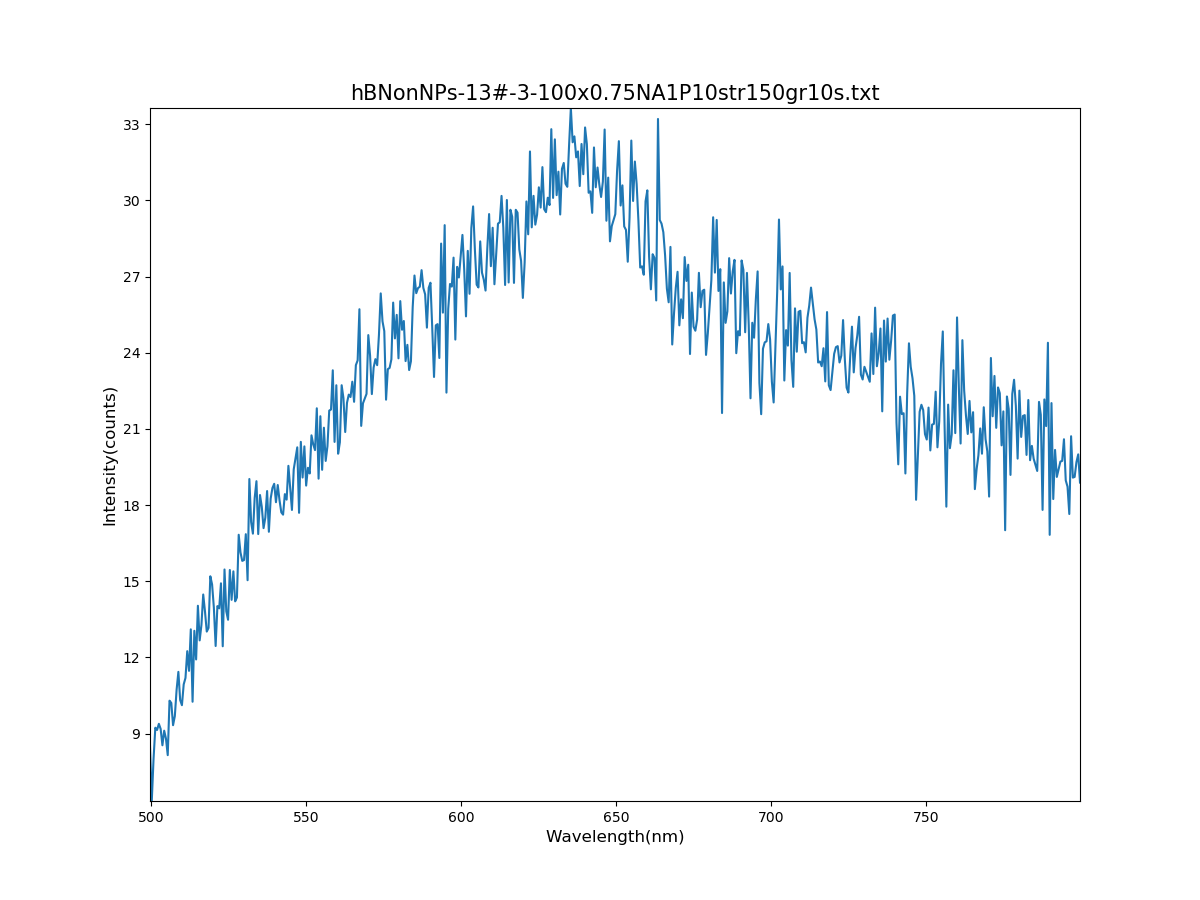 hBNonNPs-13#-3-100x0.75NA1P10str150gr10s.txt
33
30
27
24
21
18
15
12
9
Intensity(counts)
500 550 600 650 700 750
Wavelength(nm)